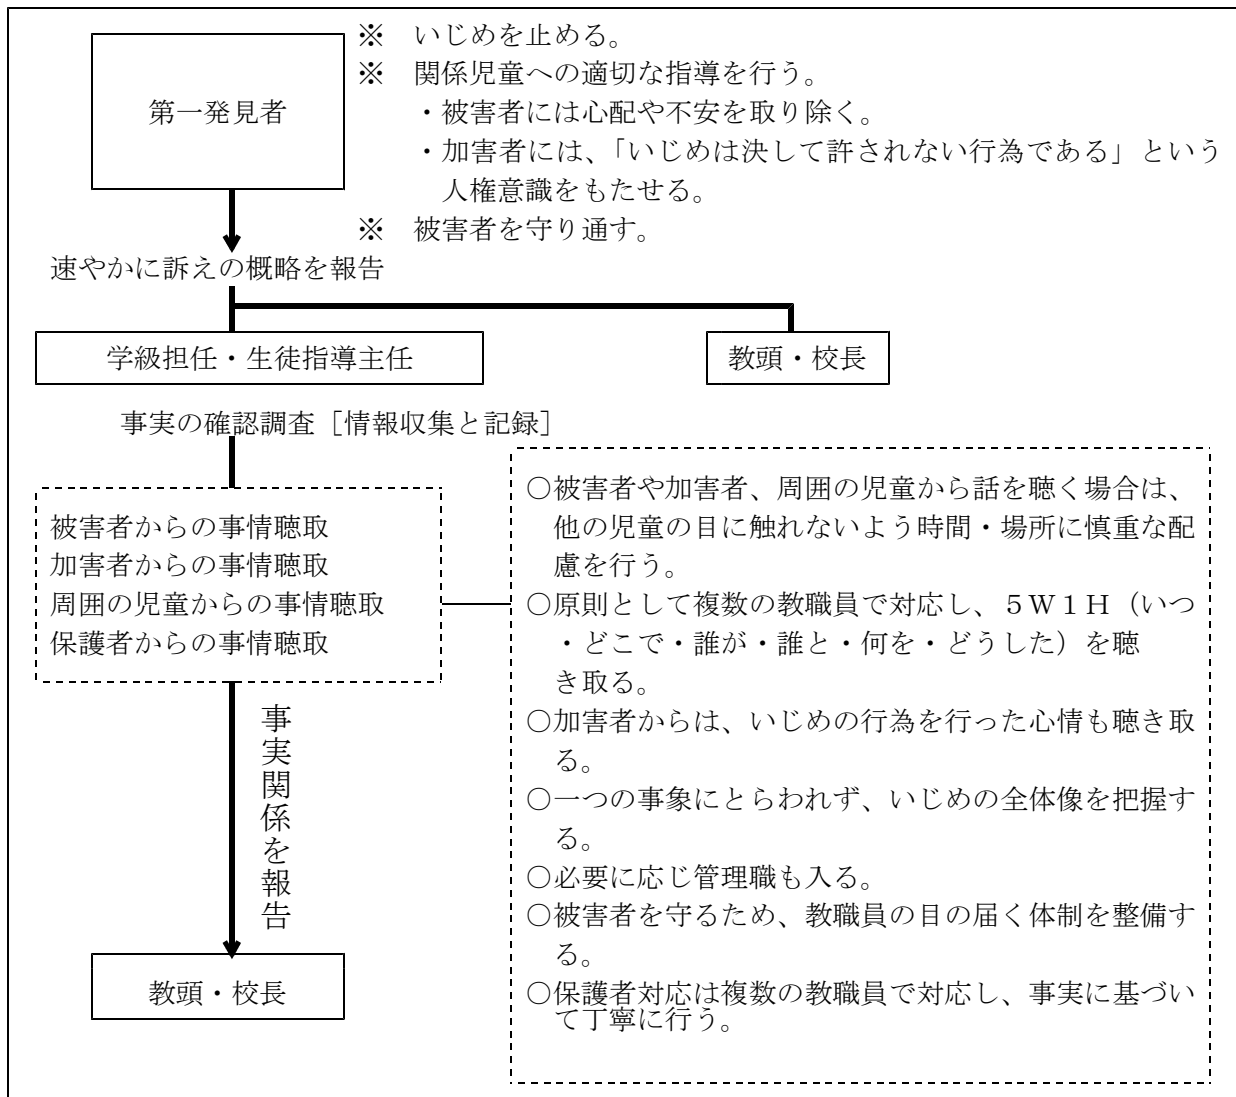 ※　いじめを止める。
※　関係児童への適切な指導を行う。
第一発見者
・被害者には心配や不安を取り除く。
・加害者には、「いじめは決して許されない行為である」という
人権意識をもたせる。
※　被害者を守り通す。
速やかに訴えの概略を報告
学級担任・生徒指導主任
教頭・校長
事実の確認調査［情報収集と記録］
被害者からの事情聴取
加害者からの事情聴取
周囲の児童からの事情聴取
保護者からの事情聴取
○被害者や加害者、周囲の児童から話を聴く場合は、
他の児童の目に触れないよう時間・場所に慎重な配
慮を行う。
○原則として複数の教職員で対応し、５Ｗ１Ｈ（いつ
・どこで・誰が・誰と・何を・どうした）を聴
き取る。
○加害者からは、いじめの行為を行った心情も聴き取
る。
○一つの事象にとらわれず、いじめの全体像を把握す
る。
○必要に応じ管理職も入る。
○被害者を守るため、教職員の目の届く体制を整備す
る。
○保護者対応は複数の教職員で対応し、事実に基づい
て丁寧に行う。
事実関係を報告
教頭・校長